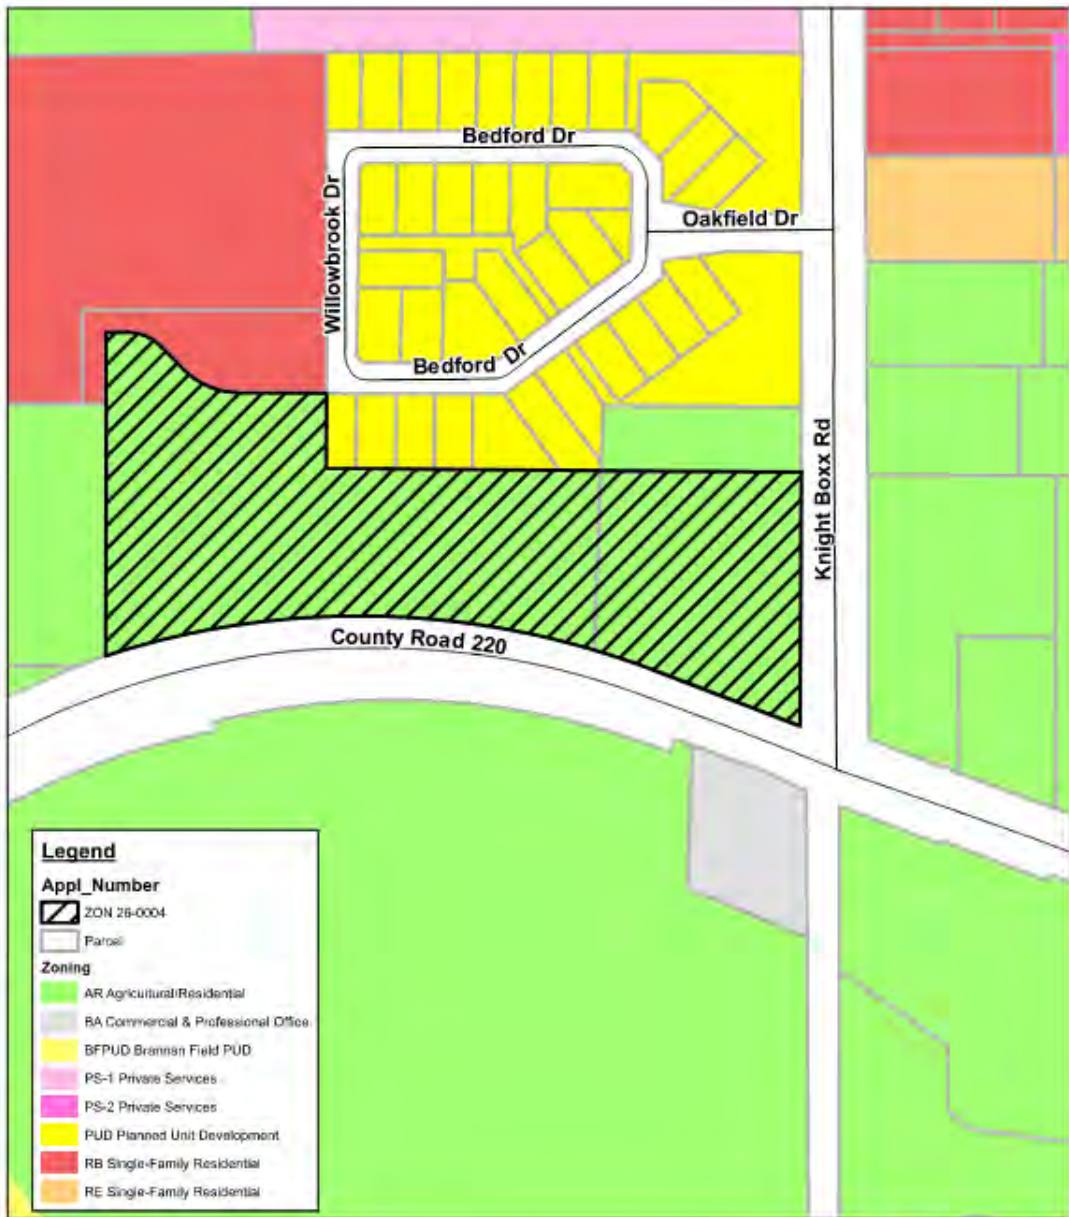 Bedford Dr
Willowbrook Dr
Oakfield Dr
Bedford Dr
Knight Boxx Rd
County Road 220
Legend
Appl_Number
ZON 26-0004
Parcel
Zoning
AR Agricultural/Residential
BA Commercial & Professional Office
BFPUD Brannan Field PUD
PS-1 Private Services
PS-2 Private Services
PUD Planned Unit Development
RB Single-Family Residential
RE Single-Family Residential